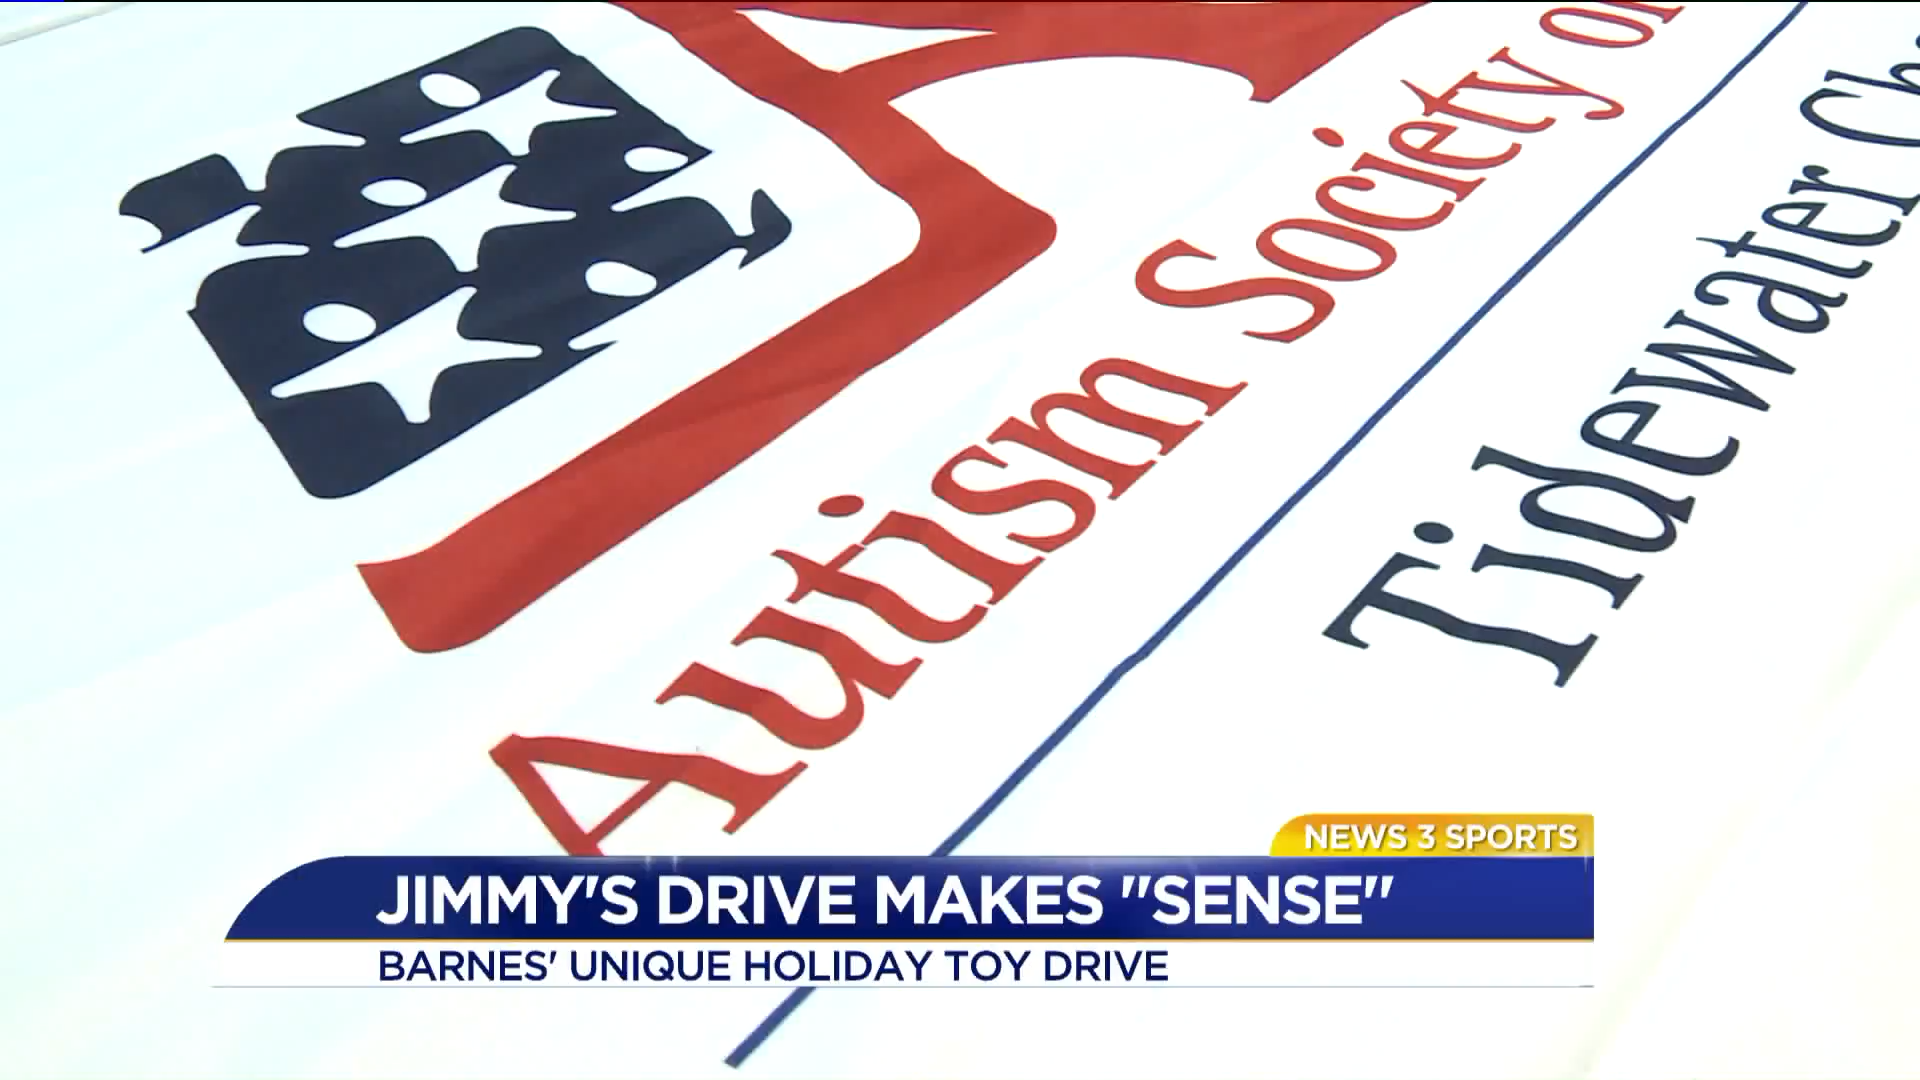 Autism Society of
Tidewater
NEWS 3 SPORTS
JIMMY'S DRIVE MAKES "SENSE"
BARNES' UNIQUE HOLIDAY TOY DRIVE